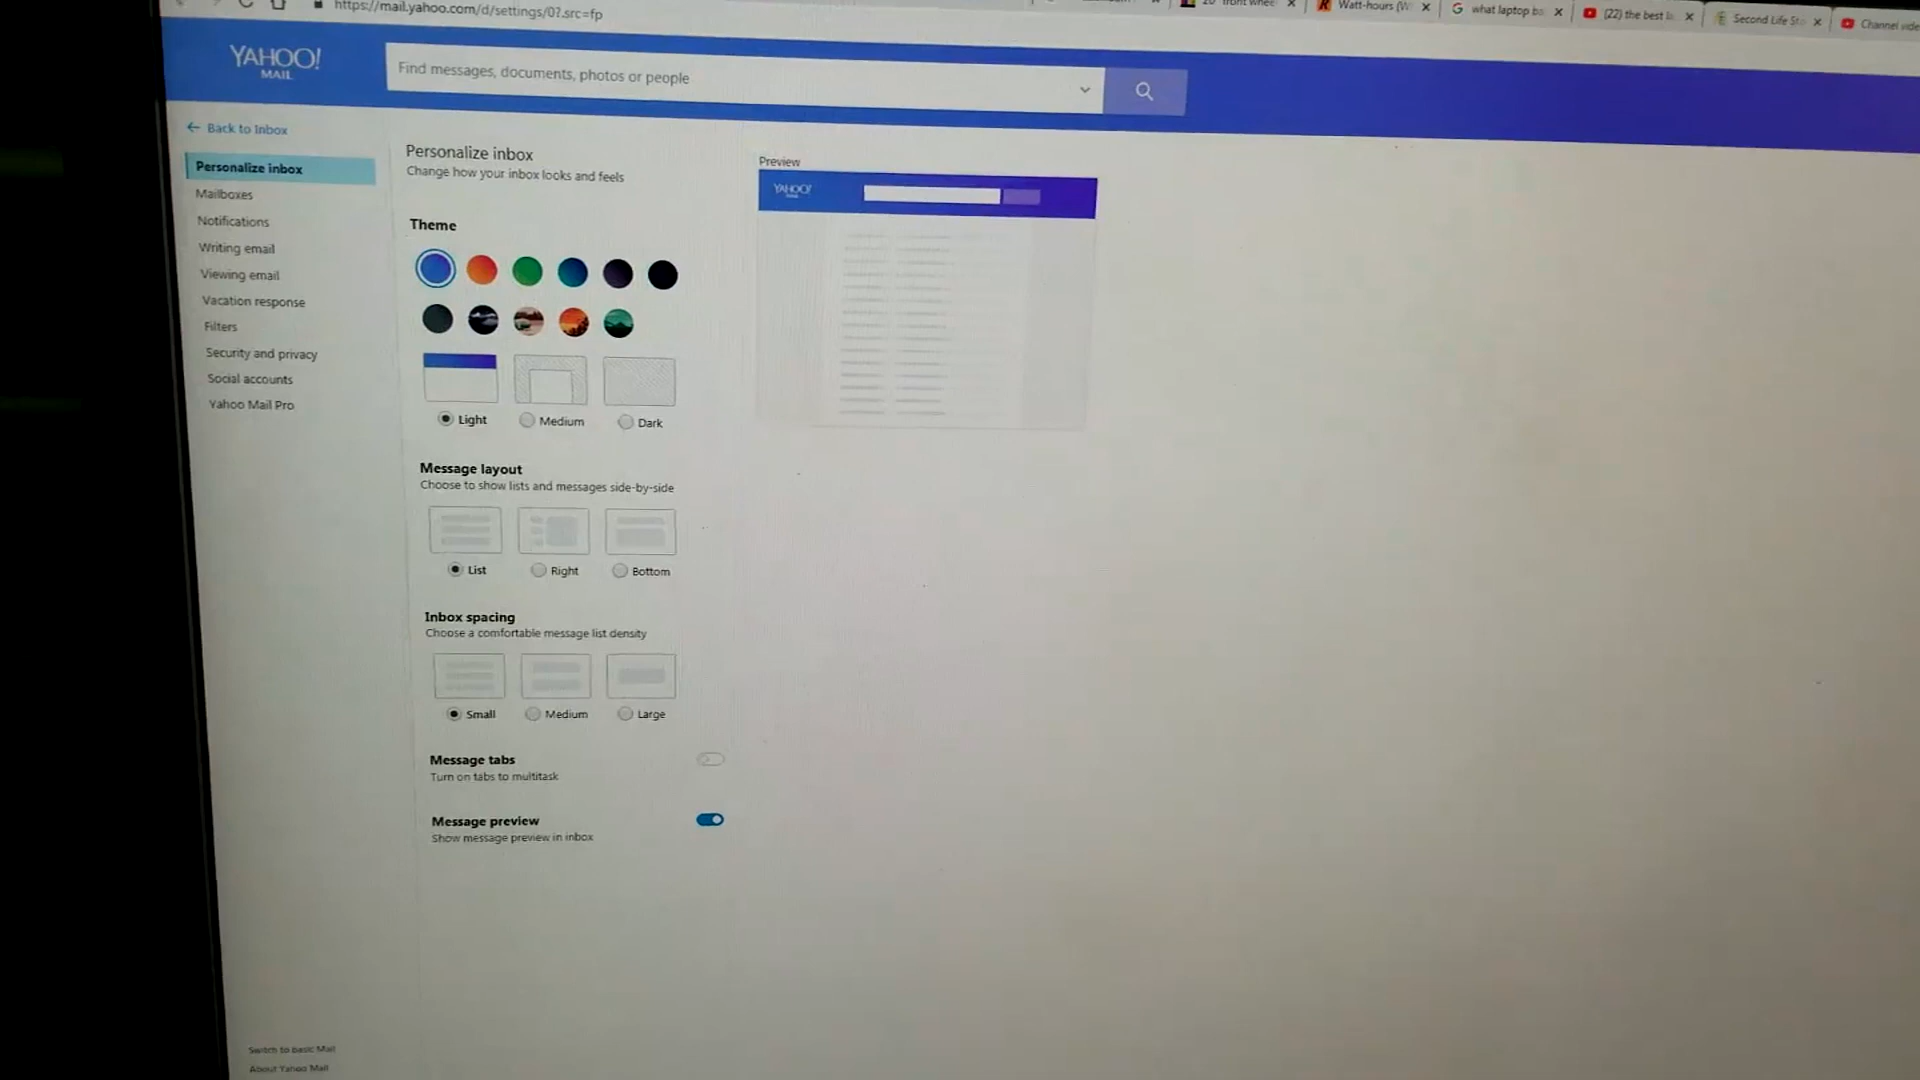 https://mail.yahoo.com/d/settings/0?.src=fp
Watt-hours (W
what laptop ba
(22) the best l
Second Life St
Channel vide
YAHOO!
MAIL
Find messages, documents, photos or people
Back to Inbox
Personalize inbox
Mailboxes
Notifications
Writing email
Viewing email
Vacation response
Filters
Security and privacy
Social accounts
Yahoo Mail Pro
Personalize inbox
Change how your inbox looks and feels
Theme
Light
Medium
Dark
Message layout
Choose to show lists and messages side-by-side
List
Right
Bottom
Inbox spacing
Choose a comfortable message list density
Small
Medium
Large
Message tabs
Turn on tabs to multitask
Message preview
Show message preview in inbox
Preview
YAHOO!
Switch to basic Mail
About Yahoo Mail